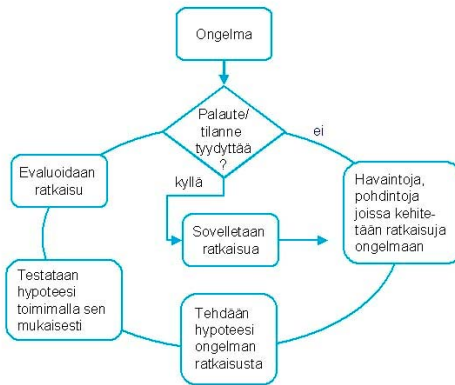 Ongelma
Palaute/
tilanne
tyydyttää
?
ei
kyllä
Evaluoidaan
ratkaisu
Havaintoja,
pohdintoja
joissa kehite-
tään ratkaisuja
ongelmaan
Sovelletaan
ratkaisua
Testataan
hypoteesi
toimimalla sen
mukaisesti
Tehdään
hypoteesi
ongelman
ratkaisusta